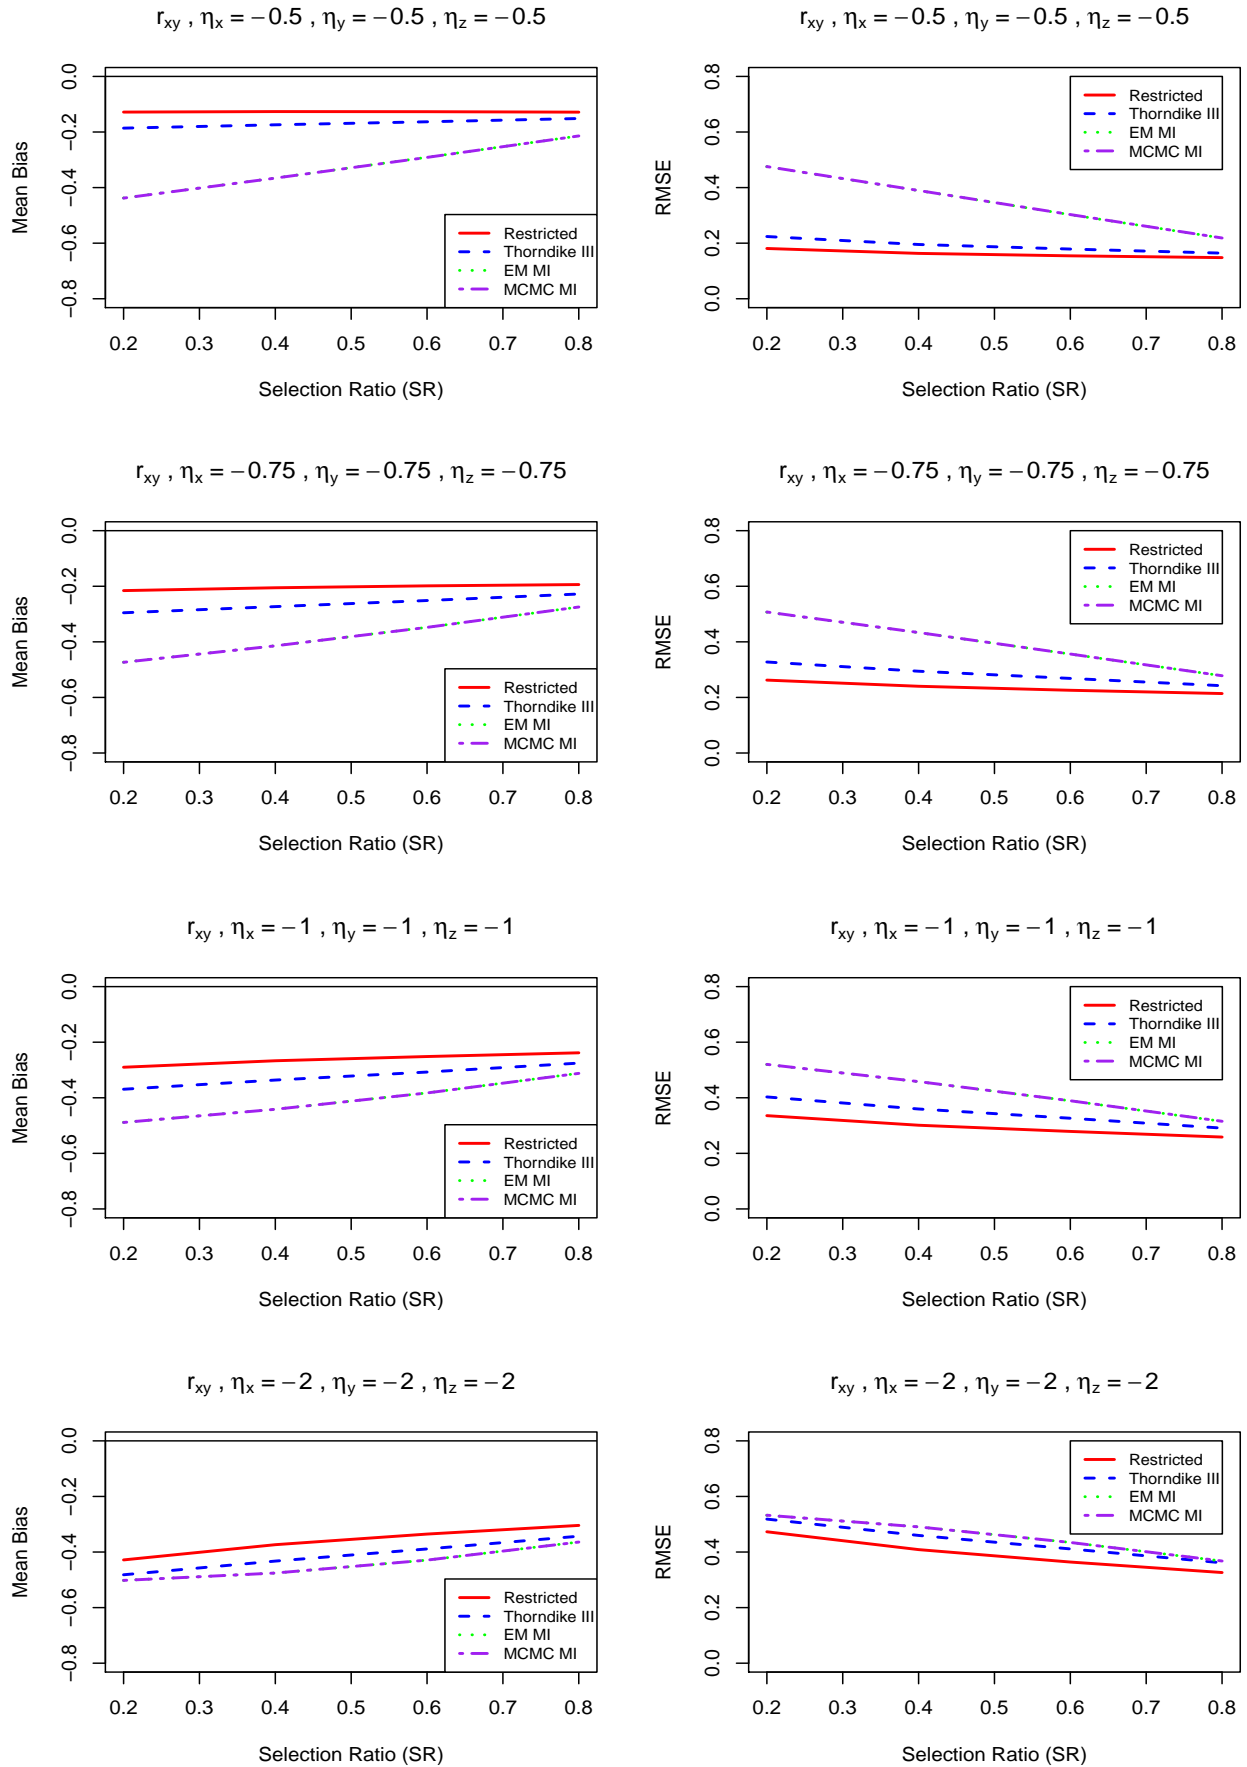 r_xy , η_x = −0.5 , η_y = −0.5 , η_z = −0.5
Mean Bias
0.0
−0.2
−0.4
−0.6
−0.8
Restricted
Thorndike III
EM MI
MCMC MI
0.2 0.3 0.4 0.5 0.6 0.7 0.8
Selection Ratio (SR)
r_xy , η_x = −0.5 , η_y = −0.5 , η_z = −0.5
RMSE
0.8
0.6
0.4
0.2
0.0
Restricted
Thorndike III
EM MI
MCMC MI
0.2 0.3 0.4 0.5 0.6 0.7 0.8
Selection Ratio (SR)
r_xy , η_x = −0.75 , η_y = −0.75 , η_z = −0.75
Mean Bias
0.0
−0.2
−0.4
−0.6
−0.8
Restricted
Thorndike III
EM MI
MCMC MI
0.2 0.3 0.4 0.5 0.6 0.7 0.8
Selection Ratio (SR)
r_xy , η_x = −0.75 , η_y = −0.75 , η_z = −0.75
RMSE
0.8
0.6
0.4
0.2
0.0
Restricted
Thorndike III
EM MI
MCMC MI
0.2 0.3 0.4 0.5 0.6 0.7 0.8
Selection Ratio (SR)
r_xy , η_x = −1 , η_y = −1 , η_z = −1
Mean Bias
0.0
−0.2
−0.4
−0.6
−0.8
Restricted
Thorndike III
EM MI
MCMC MI
0.2 0.3 0.4 0.5 0.6 0.7 0.8
Selection Ratio (SR)
r_xy , η_x = −1 , η_y = −1 , η_z = −1
RMSE
0.8
0.6
0.4
0.2
0.0
Restricted
Thorndike III
EM MI
MCMC MI
0.2 0.3 0.4 0.5 0.6 0.7 0.8
Selection Ratio (SR)
r_xy , η_x = −2 , η_y = −2 , η_z = −2
Mean Bias
0.0
−0.2
−0.4
−0.6
−0.8
Restricted
Thorndike III
EM MI
MCMC MI
0.2 0.3 0.4 0.5 0.6 0.7 0.8
Selection Ratio (SR)
r_xy , η_x = −2 , η_y = −2 , η_z = −2
RMSE
0.8
0.6
0.4
0.2
0.0
Restricted
Thorndike III
EM MI
MCMC MI
0.2 0.3 0.4 0.5 0.6 0.7 0.8
Selection Ratio (SR)